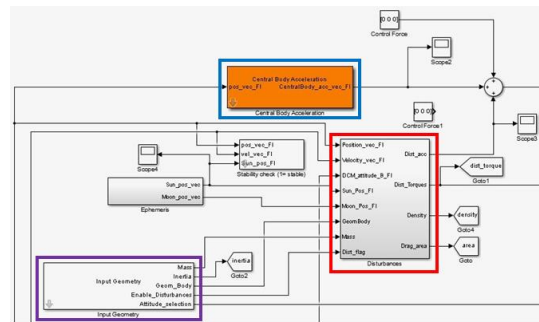 [0 0 0]
Control Force
Scope2
Central Body Acceleration
pos_vec_FI
CentralBody_acc_vec_FI
Central Body Acceleration
[0 0 0]
Control Force1
Scope3
pos_vec_FI
vel_vec_FI
Sun_pos_FI
Stability check (1= stable)
Scope4
Sun_pos_vec
Moon_pos_vec
Ephemeris
Position_vec_FI
Velocity_vec_FI
DCM_attitude_B_FI
Sun_Pos_FI
Moon_Pos_FI
GeomBody
Mass
Dist_flag
Dist_acc
Dist_Torques
Density
Drag_area
Disturbances
dist_torque
Goto1
density
Goto4
area
Goto
Mass
Inertia
Geom_Body
Enable_Disturbances
Attitude_selection
Input Geometry
Input Geometry
inertia
Goto2